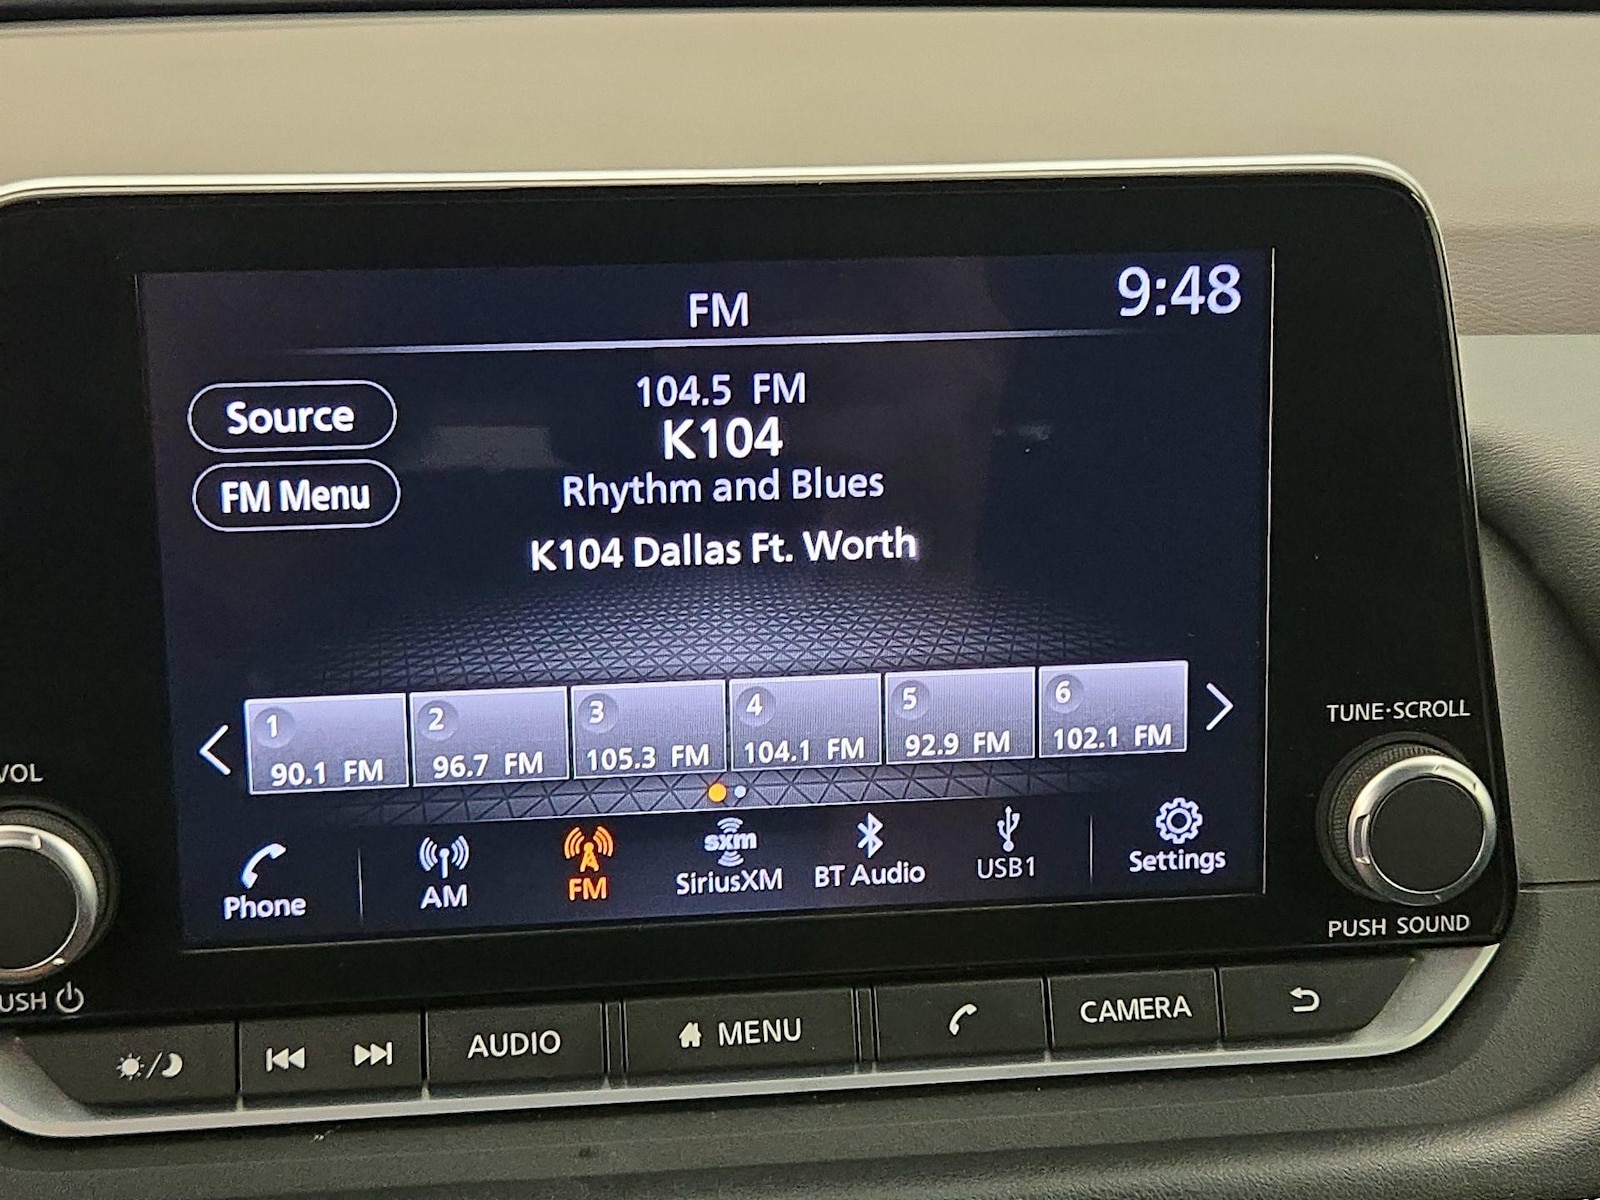 FM
9:48
Source
FM Menu
104.5 FM
K104
Rhythm and Blues
K104 Dallas Ft. Worth
1
90.1 FM
2
96.7 FM
3
105.3 FM
4
104.1 FM
5
92.9 FM
6
102.1 FM
Phone
AM
FM
sxm
SiriusXM
BT Audio
USB1
Settings
VOL
USH
TUNE·SCROLL
PUSH SOUND
AUDIO
MENU
CAMERA